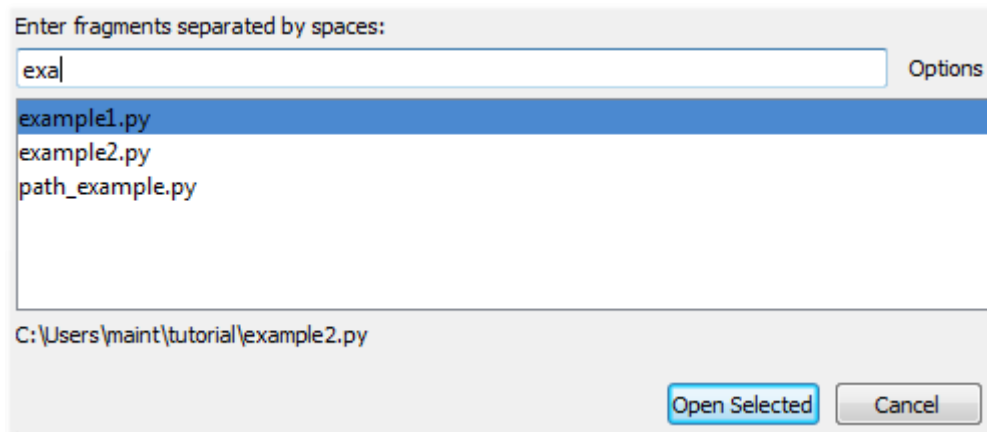 Enter fragments separated by spaces:
exa
Options
example1.py
example2.py
path_example.py
C:\Users\maint\tutorial\example2.py
Open Selected
Cancel